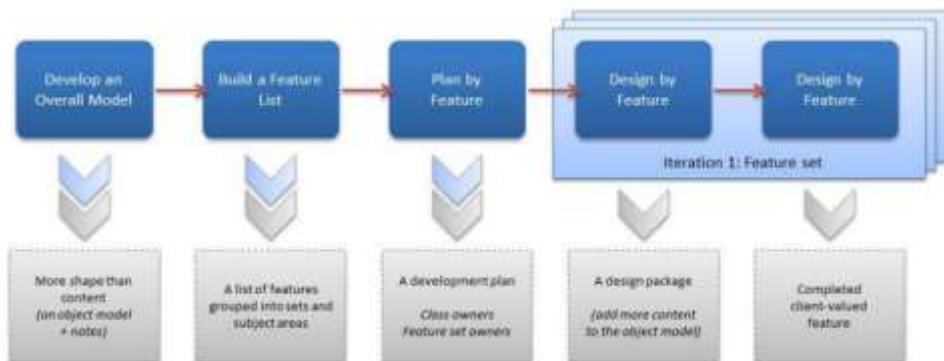 Develop an
Overall Model
Build a Feature
List
Plan by
Feature
Design by
Feature
Design by
Feature
Iteration 1: Feature set
More shape than
content
(an object model
+ notes)
A list of features
grouped into sets and
subject areas
A development plan
Class owners
Feature set owners
A design package
(add more content
to the object model)
Completed
client-valued
feature